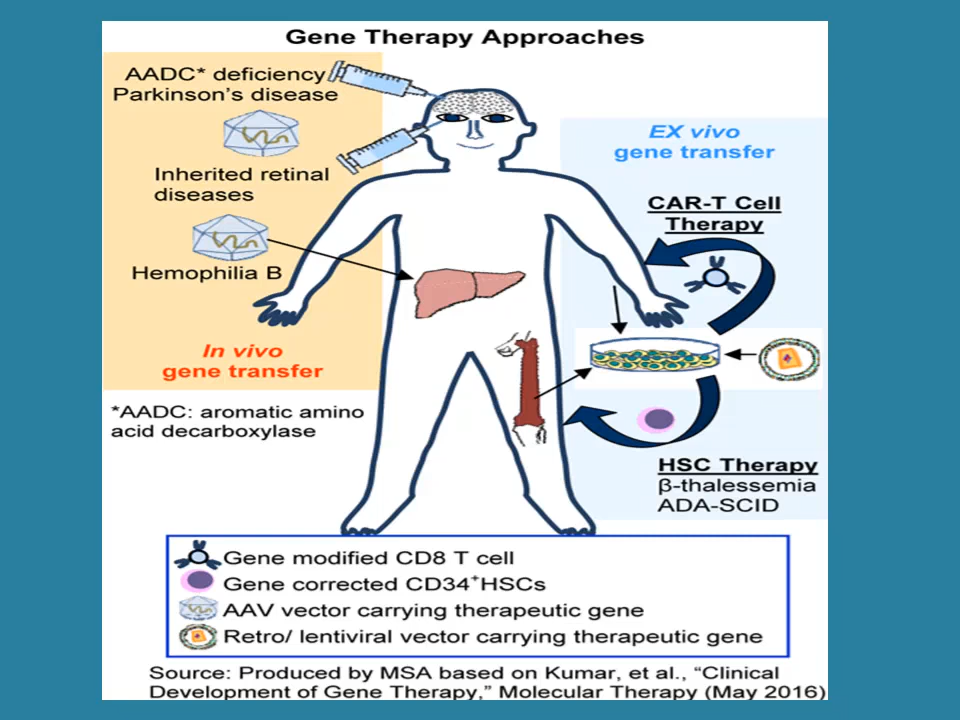 Gene Therapy Approaches
AADC* deficiency
Parkinson's disease
Inherited retinal
diseases
Hemophilia B
In vivo
gene transfer
*AADC: aromatic amino
acid decarboxylase
EX vivo
gene transfer
CAR-T Cell
Therapy
HSC Therapy
β-thalessemia
ADA-SCID
Gene modified CD8 T cell
Gene corrected CD34⁺HSCs
AAV vector carrying therapeutic gene
Retro/ lentiviral vector carrying therapeutic gene
Source: Produced by MSA based on Kumar, et al., “Clinical
Development of Gene Therapy,” Molecular Therapy (May 2016)